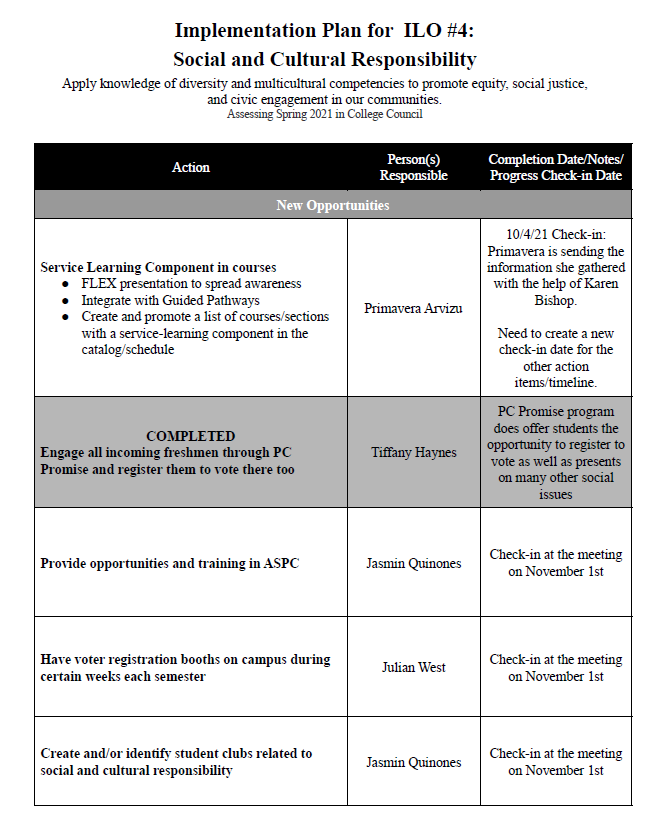 Implementation Plan for ILO #4:
Social and Cultural Responsibility
Apply knowledge of diversity and multicultural competencies to promote equity, social justice,
and civic engagement in our communities.
Assessing Spring 2021 in College Council
Action
Person(s)
Responsible
Completion Date/Notes/
Progress Check-in Date
New Opportunities
Service Learning Component in courses
● FLEX presentation to spread awareness
● Integrate with Guided Pathways
● Create and promote a list of courses/sections
with a service-learning component in the
catalog/schedule
Primavera Arvizu
10/4/21 Check-in:
Primavera is sending the
information she gathered
with the help of Karen
Bishop.
Need to create a new
check-in date for the
other action
items/timeline.
COMPLETED
Engage all incoming freshmen through PC
Promise and register them to vote there too
Tiffany Haynes
PC Promise program
does offer students the
opportunity to register to
vote as well as presents
on many other social
issues
Provide opportunities and training in ASPC
Jasmin Quinones
Check-in at the meeting
on November 1st
Have voter registration booths on campus during
certain weeks each semester
Julian West
Check-in at the meeting
on November 1st
Create and/or identify student clubs related to
social and cultural responsibility
Jasmin Quinones
Check-in at the meeting
on November 1st